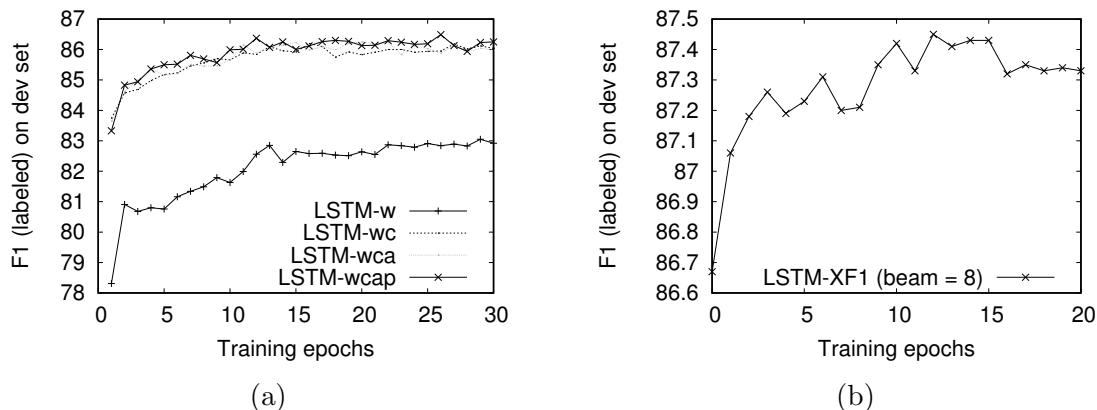 F1 (labeled) on dev set
87
86
85
84
83
82
81
80
79
78
0 5 10 15 20 25 30
Training epochs
LSTM-w
LSTM-wc
LSTM-wca
LSTM-wcap
(a)
F1 (labeled) on dev set
87.5
87.4
87.3
87.2
87.1
87
86.9
86.8
86.7
86.6
0 5 10 15 20
Training epochs
LSTM-XF1 (beam = 8)
(b)